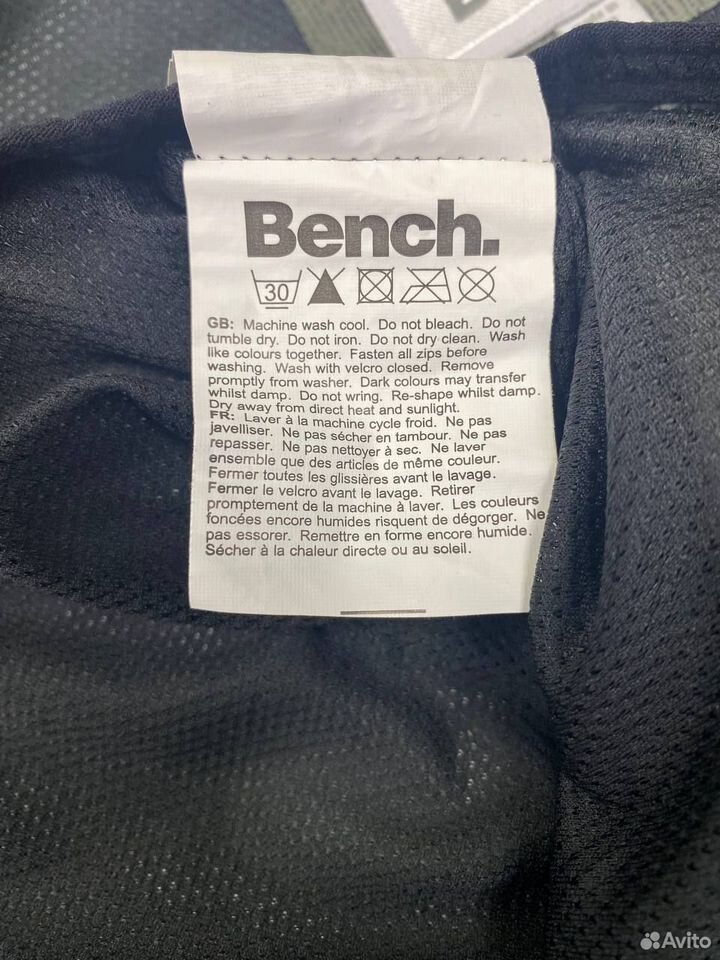 Bench.
30
GB: Machine wash cool. Do not bleach. Do not
tumble dry. Do not iron. Do not dry clean. Wash
like colours together. Fasten all zips before
washing. Wash with velcro closed. Remove
promptly from washer. Dark colours may transfer
whilst damp. Do not wring. Re-shape whilst damp.
Dry away from direct heat and sunlight.
FR: Laver à la machine cycle froid. Ne pas
javelliser. Ne pas sécher en tambour. Ne pas
repasser. Ne pas nettoyer à sec. Ne laver
ensemble que des articles de même couleur.
Fermer toutes les glissières avant le lavage.
Fermer le velcro avant le lavage. Retirer
promptement de la machine à laver. Les couleurs
foncées encore humides risquent de dégorger. Ne
pas essorer. Remettre en forme encore humide.
Sécher à la chaleur directe ou au soleil.
Avito